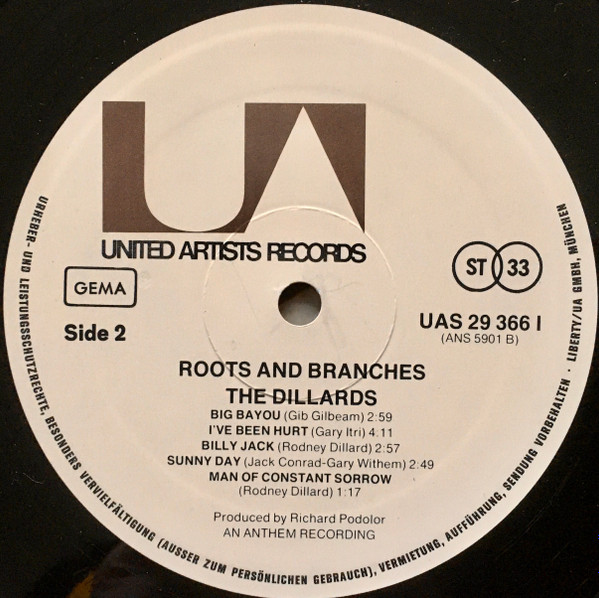 UA
UNITED ARTISTS RECORDS
GEMA
ST 33
Side 2
UAS 29 366 I
(ANS 5901 B)
ROOTS AND BRANCHES
THE DILLARDS
BIG BAYOU (Gib Gilbeam) 2:59
I'VE BEEN HURT (Gary Itri) 4:11
BILLY JACK (Rodney Dillard) 2:57
SUNNY DAY (Jack Conrad-Gary Withem) 2:49
MAN OF CONSTANT SORROW
(Rodney Dillard) 1:17
Produced by Richard Podolor
AN ANTHEM RECORDING
URHEBER- UND LEISTUNGSSCHUTZRECHTE, BESONDERS VERVIELFÄLTIGUNG (AUSSER ZUM PERSÖNLICHEN GEBRAUCH), VERMIETUNG, AUFFÜHRUNG, SENDUNG VORBEHALTEN · LIBERTY/UA GMBH, MÜNCHEN